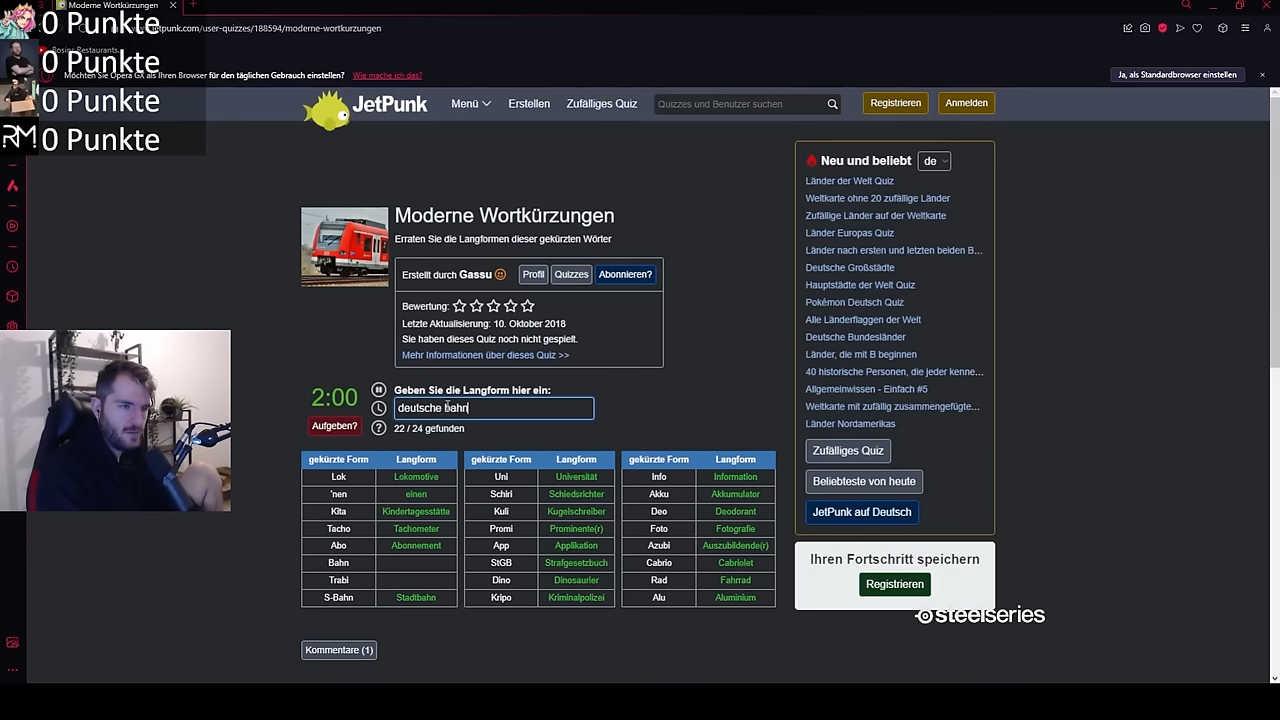 Moderne Wortkürzungen
0 Punkte
0 Punkte
0 Punkte
RM 0 Punkte
tpunk.com/user-quizzes/188594/moderne-wortkurzungen
Rosins Restaurants.
Möchten Sie Opera GX als Ihren Browser für den täglichen Gebrauch einstellen? Wie mache ich das?
Ja, als Standardbrowser einstellen
JetPunk
Menü
Erstellen
Zufälliges Quiz
Quizzes und Benutzer suchen
Registrieren
Anmelden
Moderne Wortkürzungen
Erraten Sie die Langformen dieser gekürzten Wörter
Erstellt durch Gassu
Profil
Quizzes
Abonnieren?
Bewertung:
Letzte Aktualisierung: 10. Oktober 2018
Sie haben dieses Quiz noch nicht gespielt.
Mehr Informationen über dieses Quiz >>
2:00
Aufgeben?
Geben Sie die Langform hier ein:
deutsche bahn
22 / 24 gefunden
gekürzte Form Langform gekürzte Form Langform gekürzte Form Langform
Lok Lokomotive Uni Universität Info Information
'nen einen Schiri Schiedsrichter Akku Akkumulator
Kita Kindertagesstätte Kuli Kugelschreiber Deo Deodorant
Tacho Tachometer Promi Prominente(r) Foto Fotografie
Abo Abonnement App Applikation Azubi Auszubildende(r)
Bahn StGB Strafgesetzbuch Cabrio Cabriolet
Trabi Dino Dinosaurier Rad Fahrrad
S-Bahn Stadtbahn Kripo Kriminalpolizei Alu Aluminium
Kommentare (1)
Neu und beliebt de
Länder der Welt Quiz
Weltkarte ohne 20 zufällige Länder
Zufällige Länder auf der Weltkarte
Länder Europas Quiz
Länder nach ersten und letzten beiden B...
Deutsche Großstädte
Hauptstädte der Welt Quiz
Pokémon Deutsch Quiz
Alle Länderflaggen der Welt
Deutsche Bundesländer
Länder, die mit B beginnen
40 historische Personen, die jeder kenne...
Allgemeinwissen - Einfach #5
Weltkarte mit zufällig zusammengefügte...
Länder Nordamerikas
Zufälliges Quiz
Beliebteste von heute
JetPunk auf Deutsch
Ihren Fortschritt speichern
Registrieren
steelseries